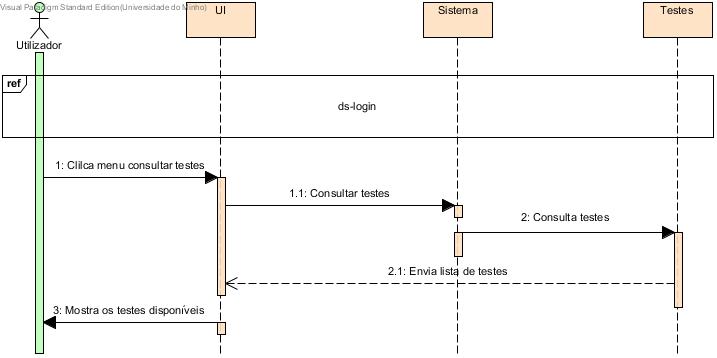 Visual Paradigm Standard Edition(Universidade do Minho)
UI
Sistema
Testes
Utilizador
ref
ds-login
1: Clilca menu consultar testes
1.1: Consultar testes
2: Consulta testes
2.1: Envia lista de testes
3: Mostra os testes disponíveis